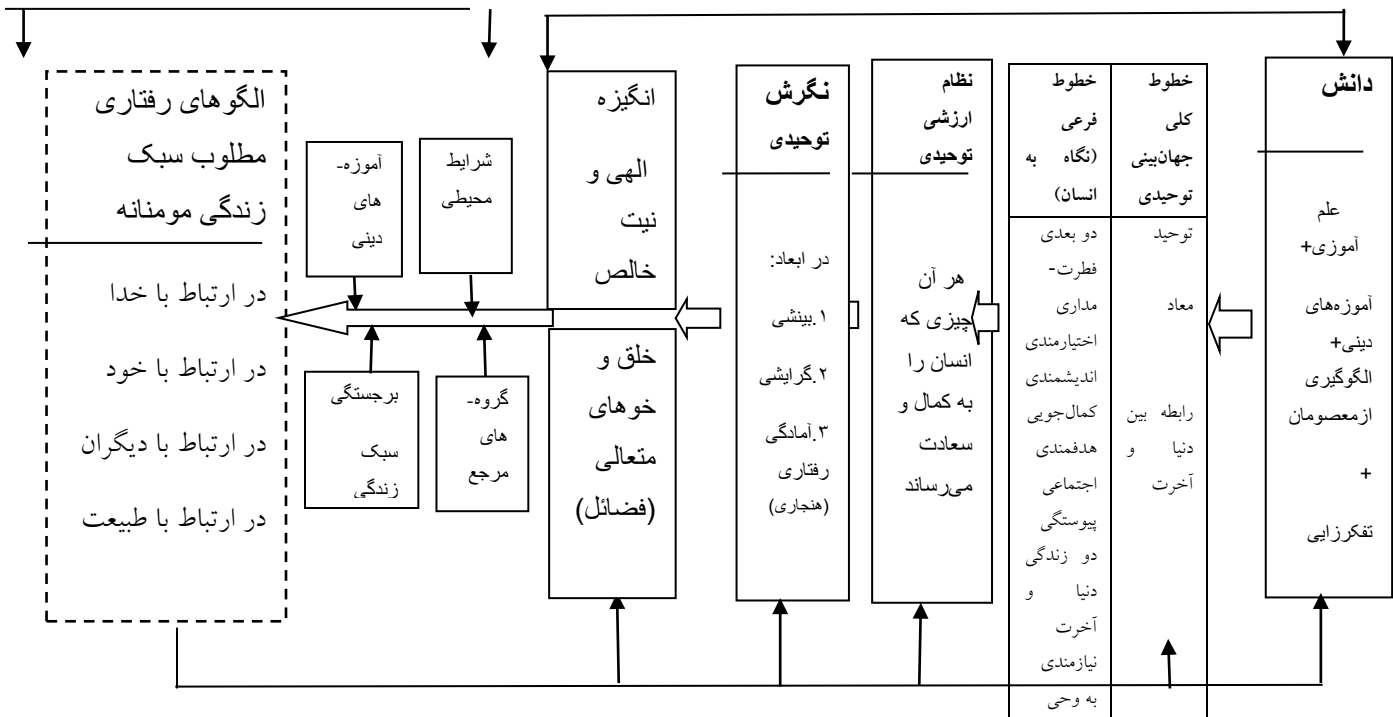 دانش
علم
آموزی+
آموزه‌های
دینی+
الگوگیری
ازمعصومان
+
تفکرزایی
خطوط
کلی
جهان‌بینی
توحیدی
توحید
معاد
رابطه بین
دنیا و
آخرت
خطوط
فرعی
(نگاه به
انسان)
دو بعدی
فطرت-
مداری
اختیارمندی
اندیشمندی
کمال‌جویی
هدفمندی
اجتماعی
پیوستگی
دو زندگی
دنیا و
آخرت
نیازمندی
به وحی
نظام
ارزشی
توحیدی
هر آن
چیزی که
انسان را
به کمال و
سعادت
می‌رساند
نگرش
توحیدی
در ابعاد:
۱.بینشی
۲.گرایشی
۳.آمادگی
رفتاری
(هنجاری)
انگیزه
الهی و
نیت
خالص
خلق و
خوهای
متعالی
(فضائل)
شرایط
محیطی
آموزه-
های
دینی
گروه-
های
مرجع
برجستگی
سبک
زندگی
الگوهای رفتاری
مطلوب سبک
زندگی مومنانه
در ارتباط با خدا
در ارتباط با خود
در ارتباط با دیگران
در ارتباط با طبیعت